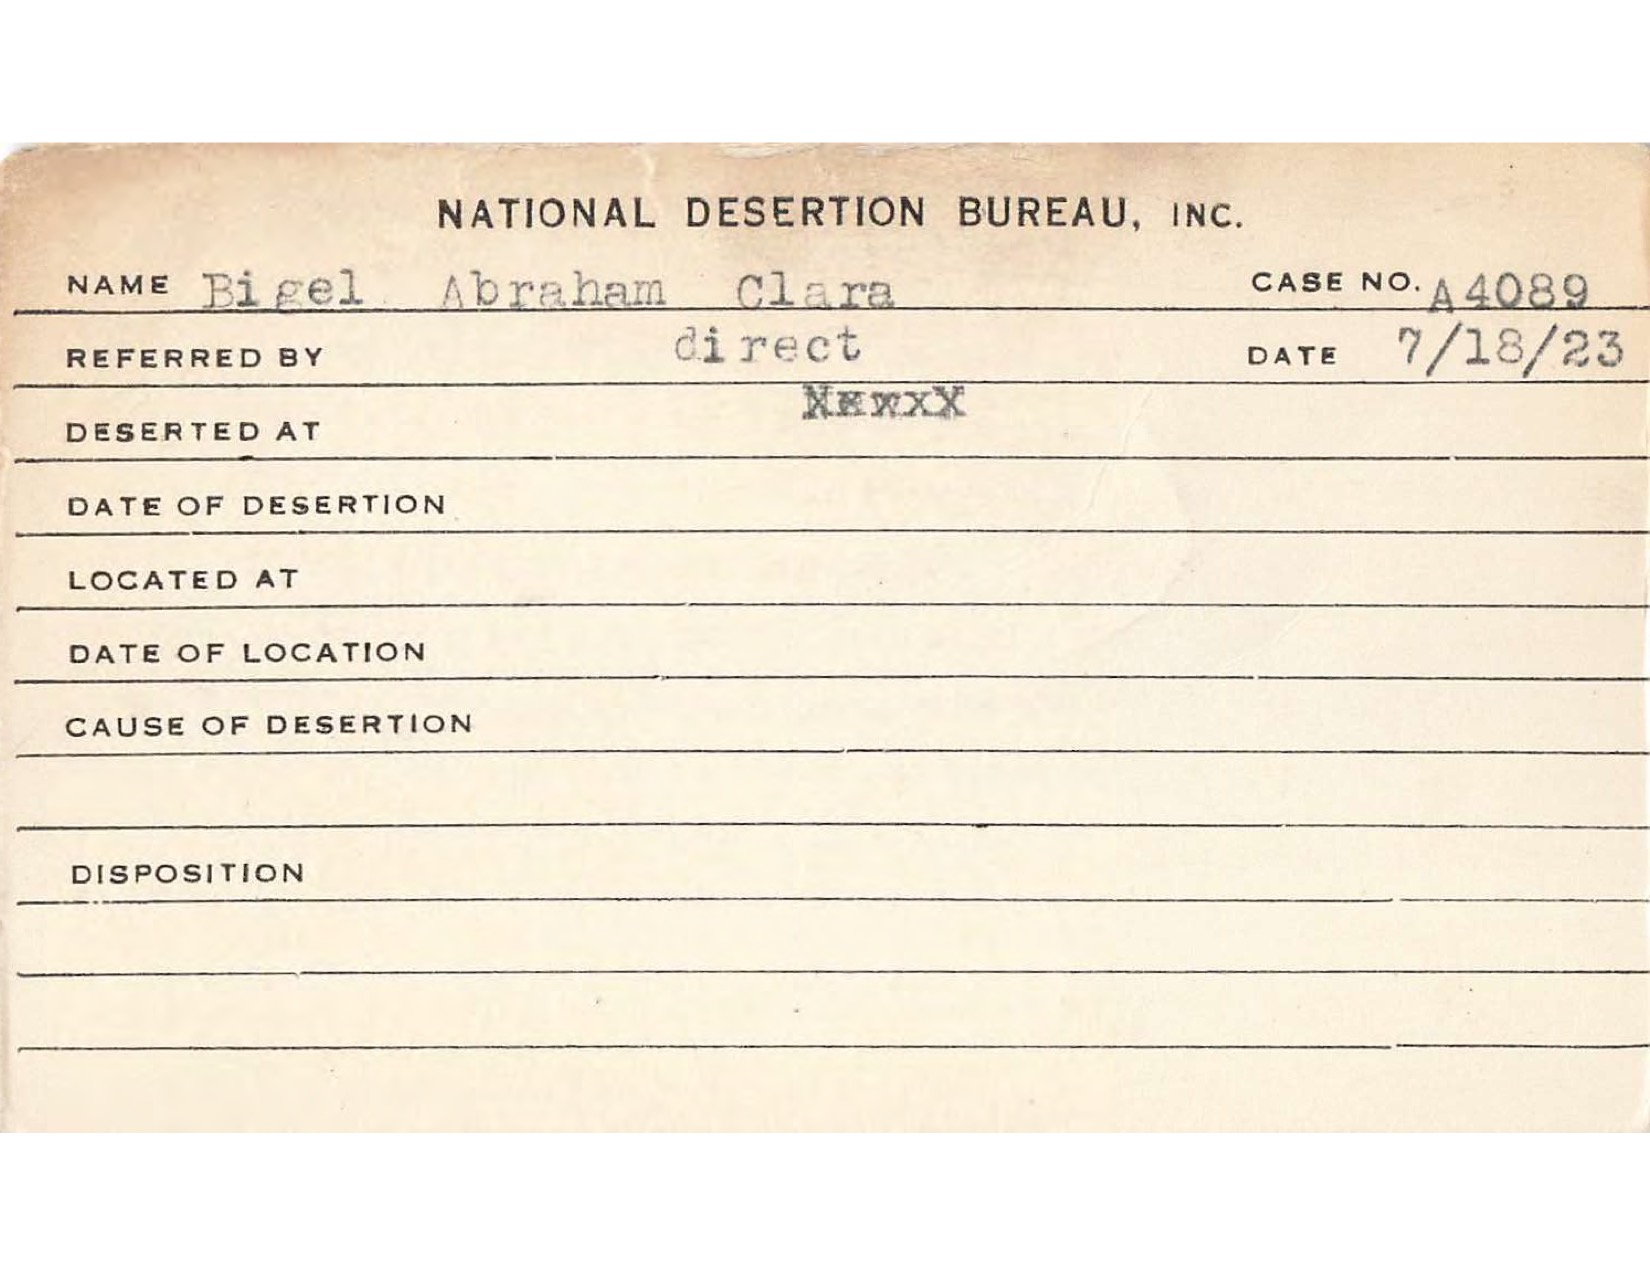 NATIONAL DESERTION BUREAU, INC.
NAME Bigel Abraham Clara CASE NO. A4089
REFERRED BY direct DATE 7/18/23
DESERTED AT
DATE OF DESERTION
LOCATED AT
DATE OF LOCATION
CAUSE OF DESERTION
DISPOSITION